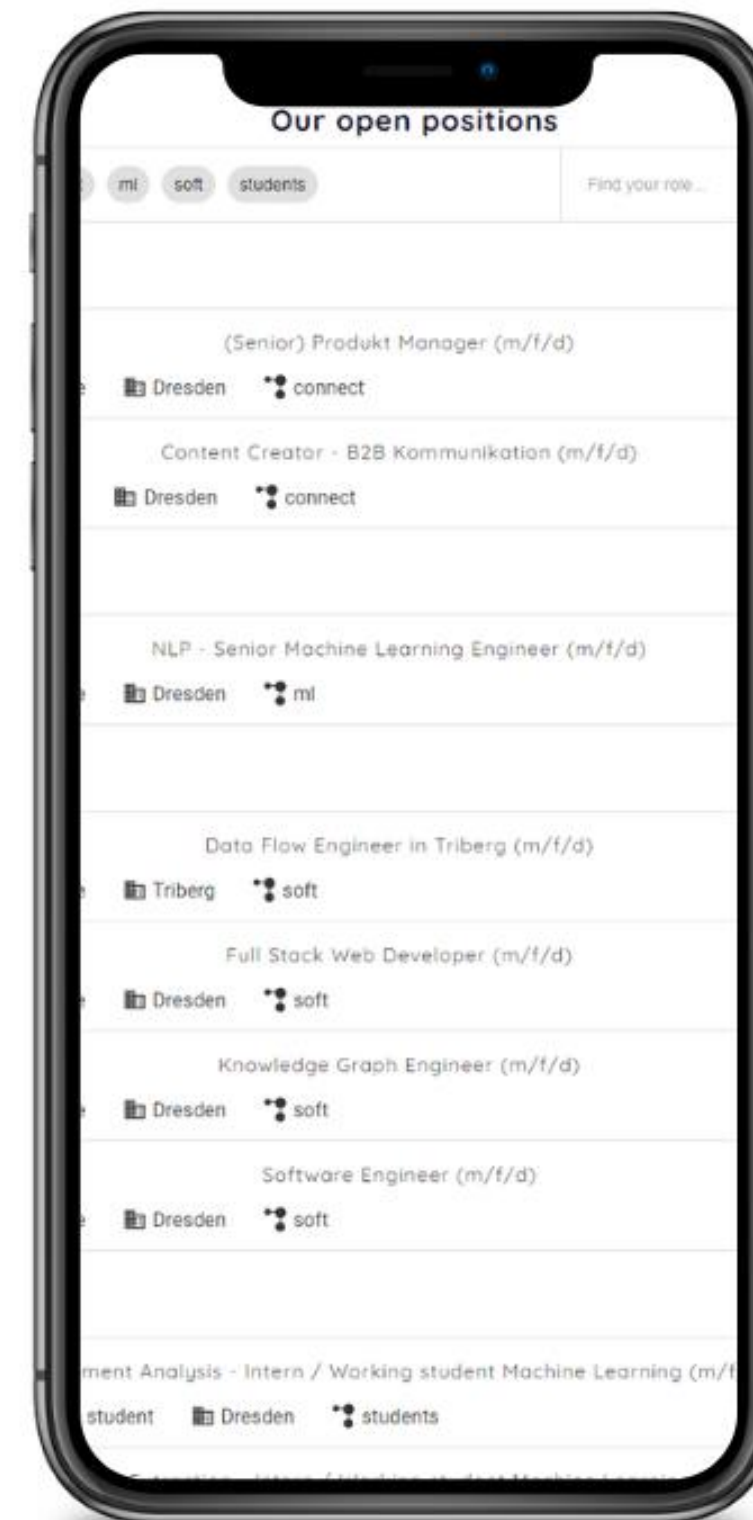 Our open positions
ml soft students Find your role...
(Senior) Produkt Manager (m/f/d)
Dresden connect
Content Creator - B2B Kommunikation (m/f/d)
Dresden connect
NLP - Senior Machine Learning Engineer (m/f/d)
Dresden ml
Data Flow Engineer in Triberg (m/f/d)
Triberg soft
Full Stack Web Developer (m/f/d)
Dresden soft
Knowledge Graph Engineer (m/f/d)
Dresden soft
Software Engineer (m/f/d)
Dresden soft
ment Analysis - Intern / Working student Machine Learning (m/f
student Dresden students